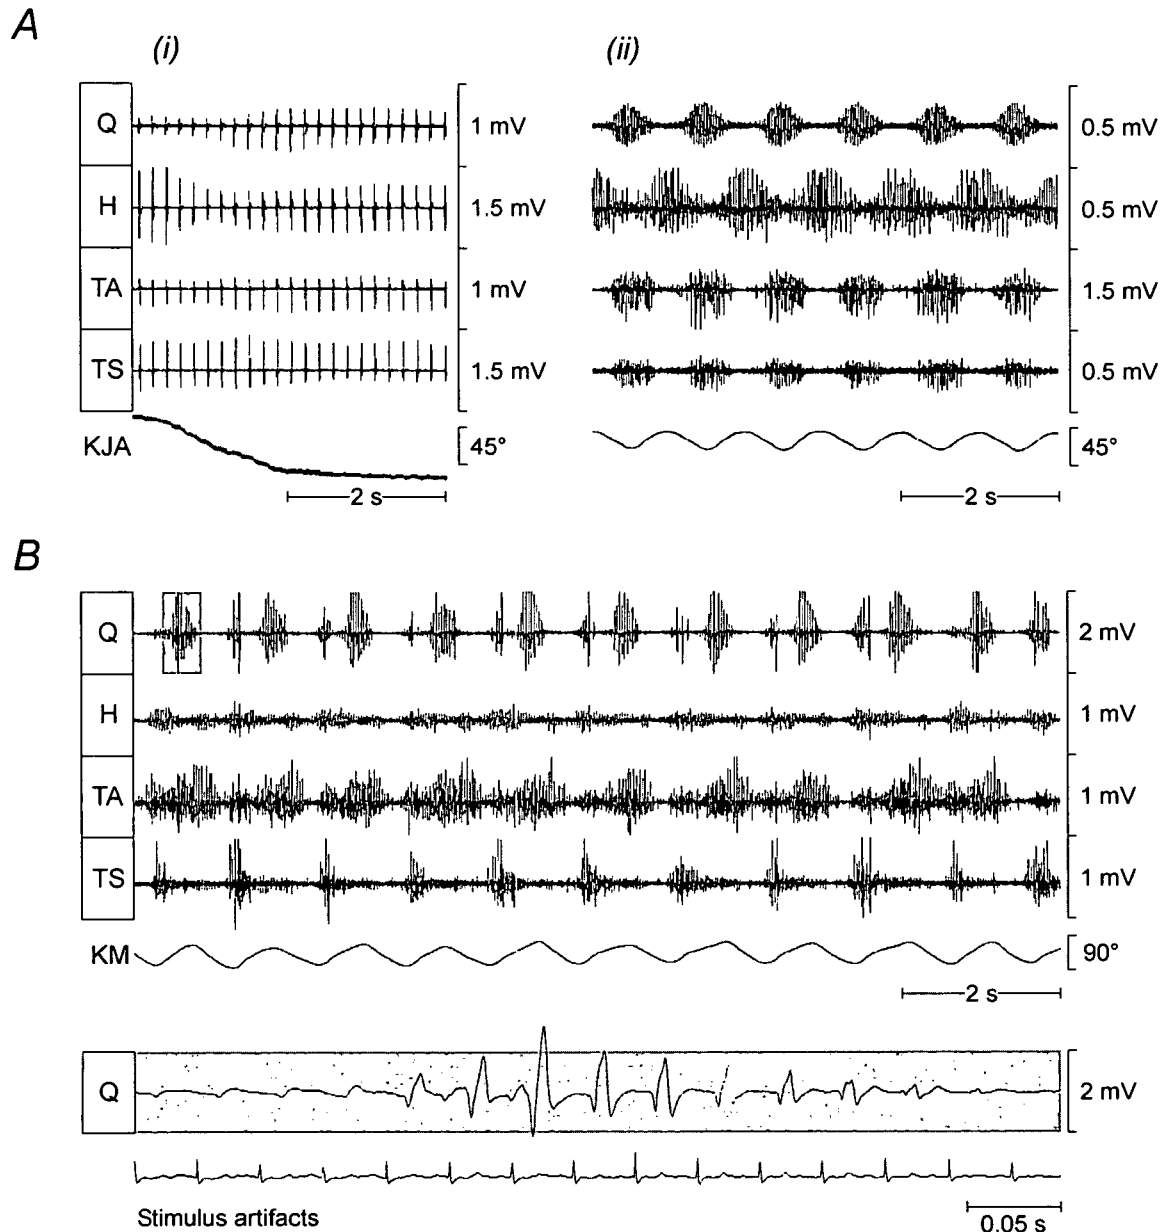 A
(i)
(ii)
Q
1 mV
0.5 mV
H
1.5 mV
0.5 mV
TA
1 mV
1.5 mV
TS
1.5 mV
0.5 mV
KJA
45°
45°
2 s
2 s
B
Q
2 mV
H
1 mV
TA
1 mV
TS
1 mV
KM
90°
2 s
Q
2 mV
Stimulus artifacts
0.05 s